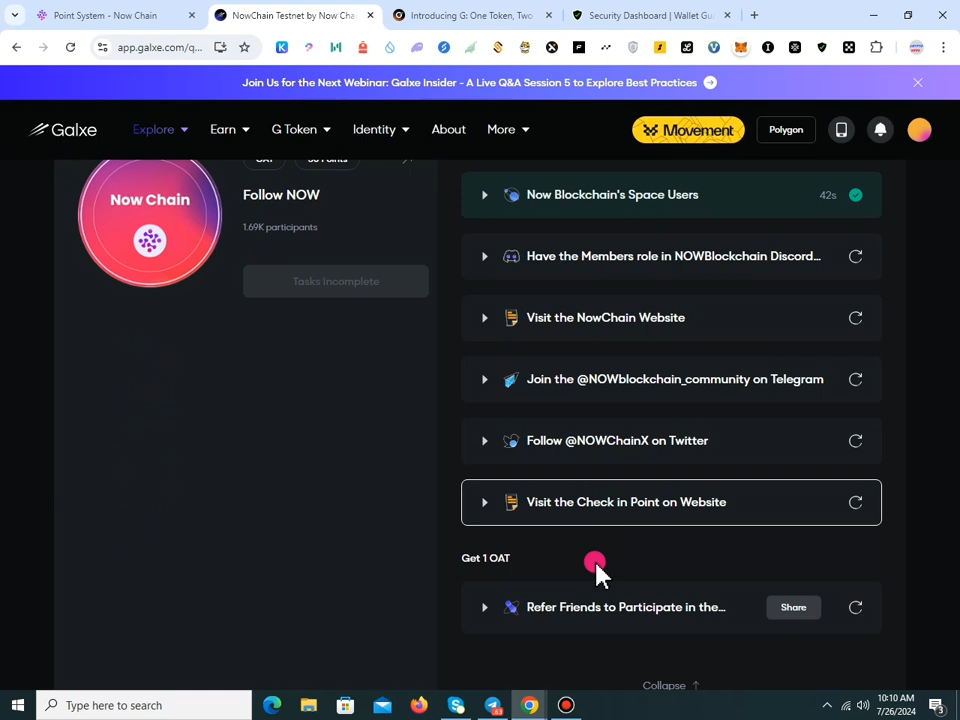 Point System - Now Chain
NowChain Testnet by Now Cha
Introducing G: One Token, Two
Security Dashboard | Wallet Gu
app.galxe.com/q...
Join Us for the Next Webinar: Galxe Insider - A Live Q&A Session 5 to Explore Best Practices
Galxe
Explore
Earn
G Token
Identity
About
More
Movement
Polygon
Now Chain
OAT
50 Points
Follow NOW
1.69K participants
Tasks Incomplete
Now Blockchain's Space Users
42s
Have the Members role in NOWBlockchain Discord...
Visit the NowChain Website
Join the @NOWblockchain_community on Telegram
Follow @NOWChainX on Twitter
Visit the Check in Point on Website
Get 1 OAT
Refer Friends to Participate in the...
Share
Collapse
Type here to search
10:10 AM
7/26/2024